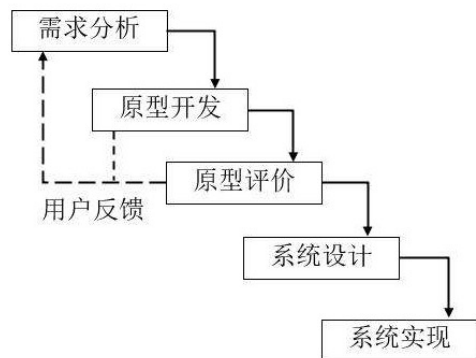 需求分析
原型开发
原型评价
用户反馈
系统设计
系统实现